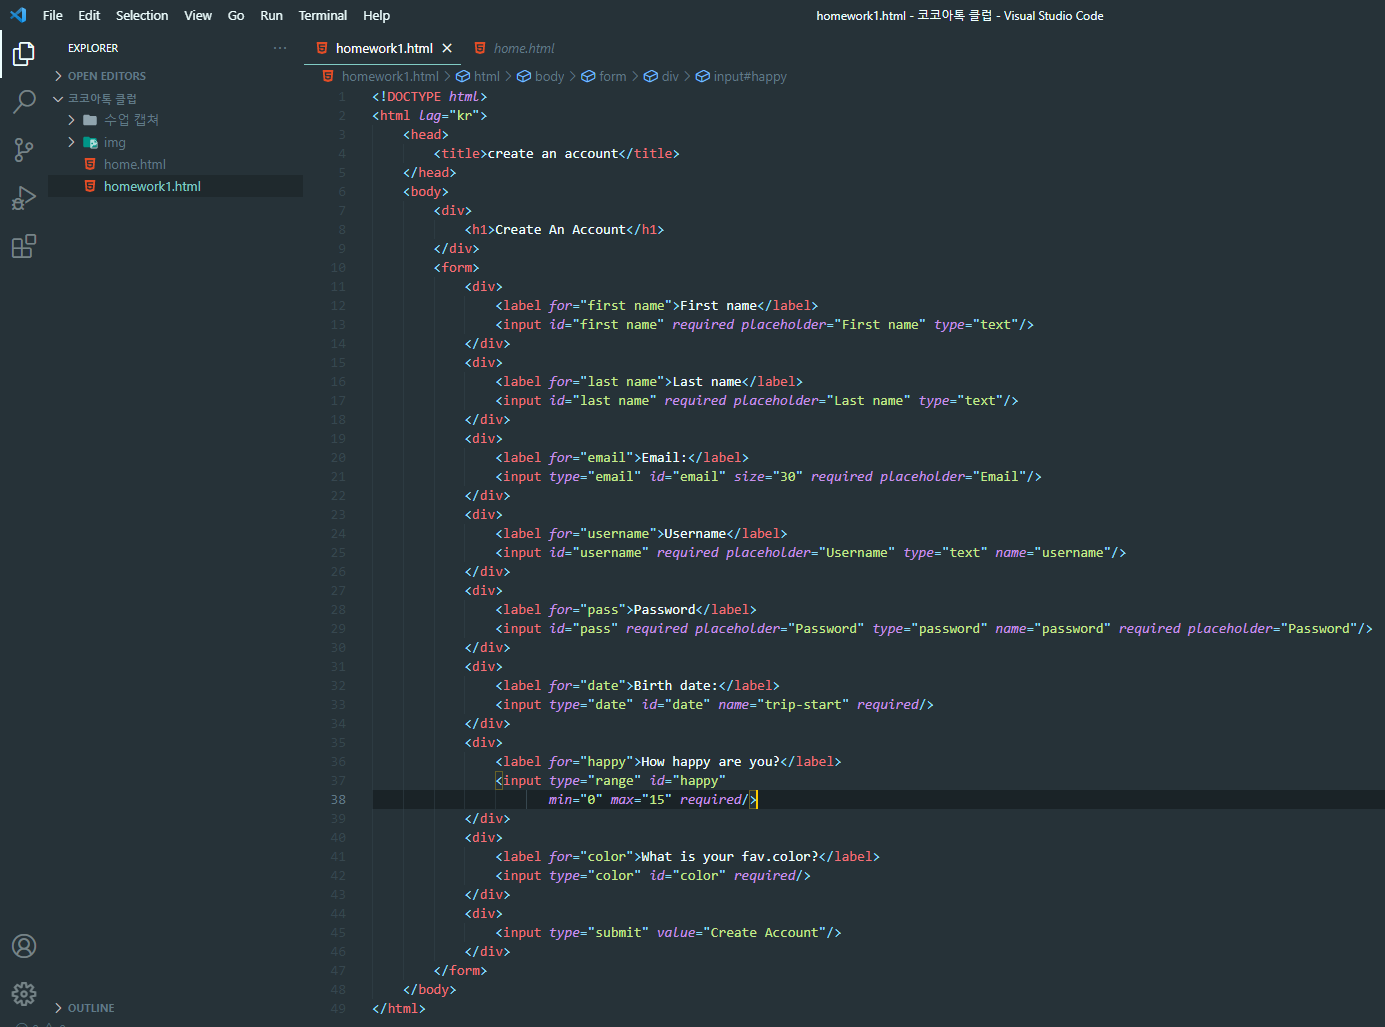 File Edit Selection View Go Run Terminal Help homework1.html - 코코아톡 클럽 - Visual Studio Code
EXPLORER
OPEN EDITORS
코코아톡 클럽
수업 캡쳐
img
home.html
homework1.html
OUTLINE
homework1.html home.html
homework1.html > html > body > form > div > input#happy
1 <!DOCTYPE html>
2 <html lag="kr">
3 <head>
4 <title>create an account</title>
5 </head>
6 <body>
7 <div>
8 <h1>Create An Account</h1>
9 </div>
10 <form>
11 <div>
12 <label for="first name">First name</label>
13 <input id="first name" required placeholder="First name" type="text"/>
14 </div>
15 <div>
16 <label for="last name">Last name</label>
17 <input id="last name" required placeholder="Last name" type="text"/>
18 </div>
19 <div>
20 <label for="email">Email:</label>
21 <input type="email" id="email" size="30" required placeholder="Email"/>
22 </div>
23 <div>
24 <label for="username">Username</label>
25 <input id="username" required placeholder="Username" type="text" name="username"/>
26 </div>
27 <div>
28 <label for="pass">Password</label>
29 <input id="pass" required placeholder="Password" type="password" name="password" required placeholder="Password"/>
30 </div>
31 <div>
32 <label for="date">Birth date:</label>
33 <input type="date" id="date" name="trip-start" required/>
34 </div>
35 <div>
36 <label for="happy">How happy are you?</label>
37 <input type="range" id="happy"
38 min="0" max="15" required/>
39 </div>
40 <div>
41 <label for="color">What is your fav.color?</label>
42 <input type="color" id="color" required/>
43 </div>
44 <div>
45 <input type="submit" value="Create Account"/>
46 </div>
47 </form>
48 </body>
49 </html>